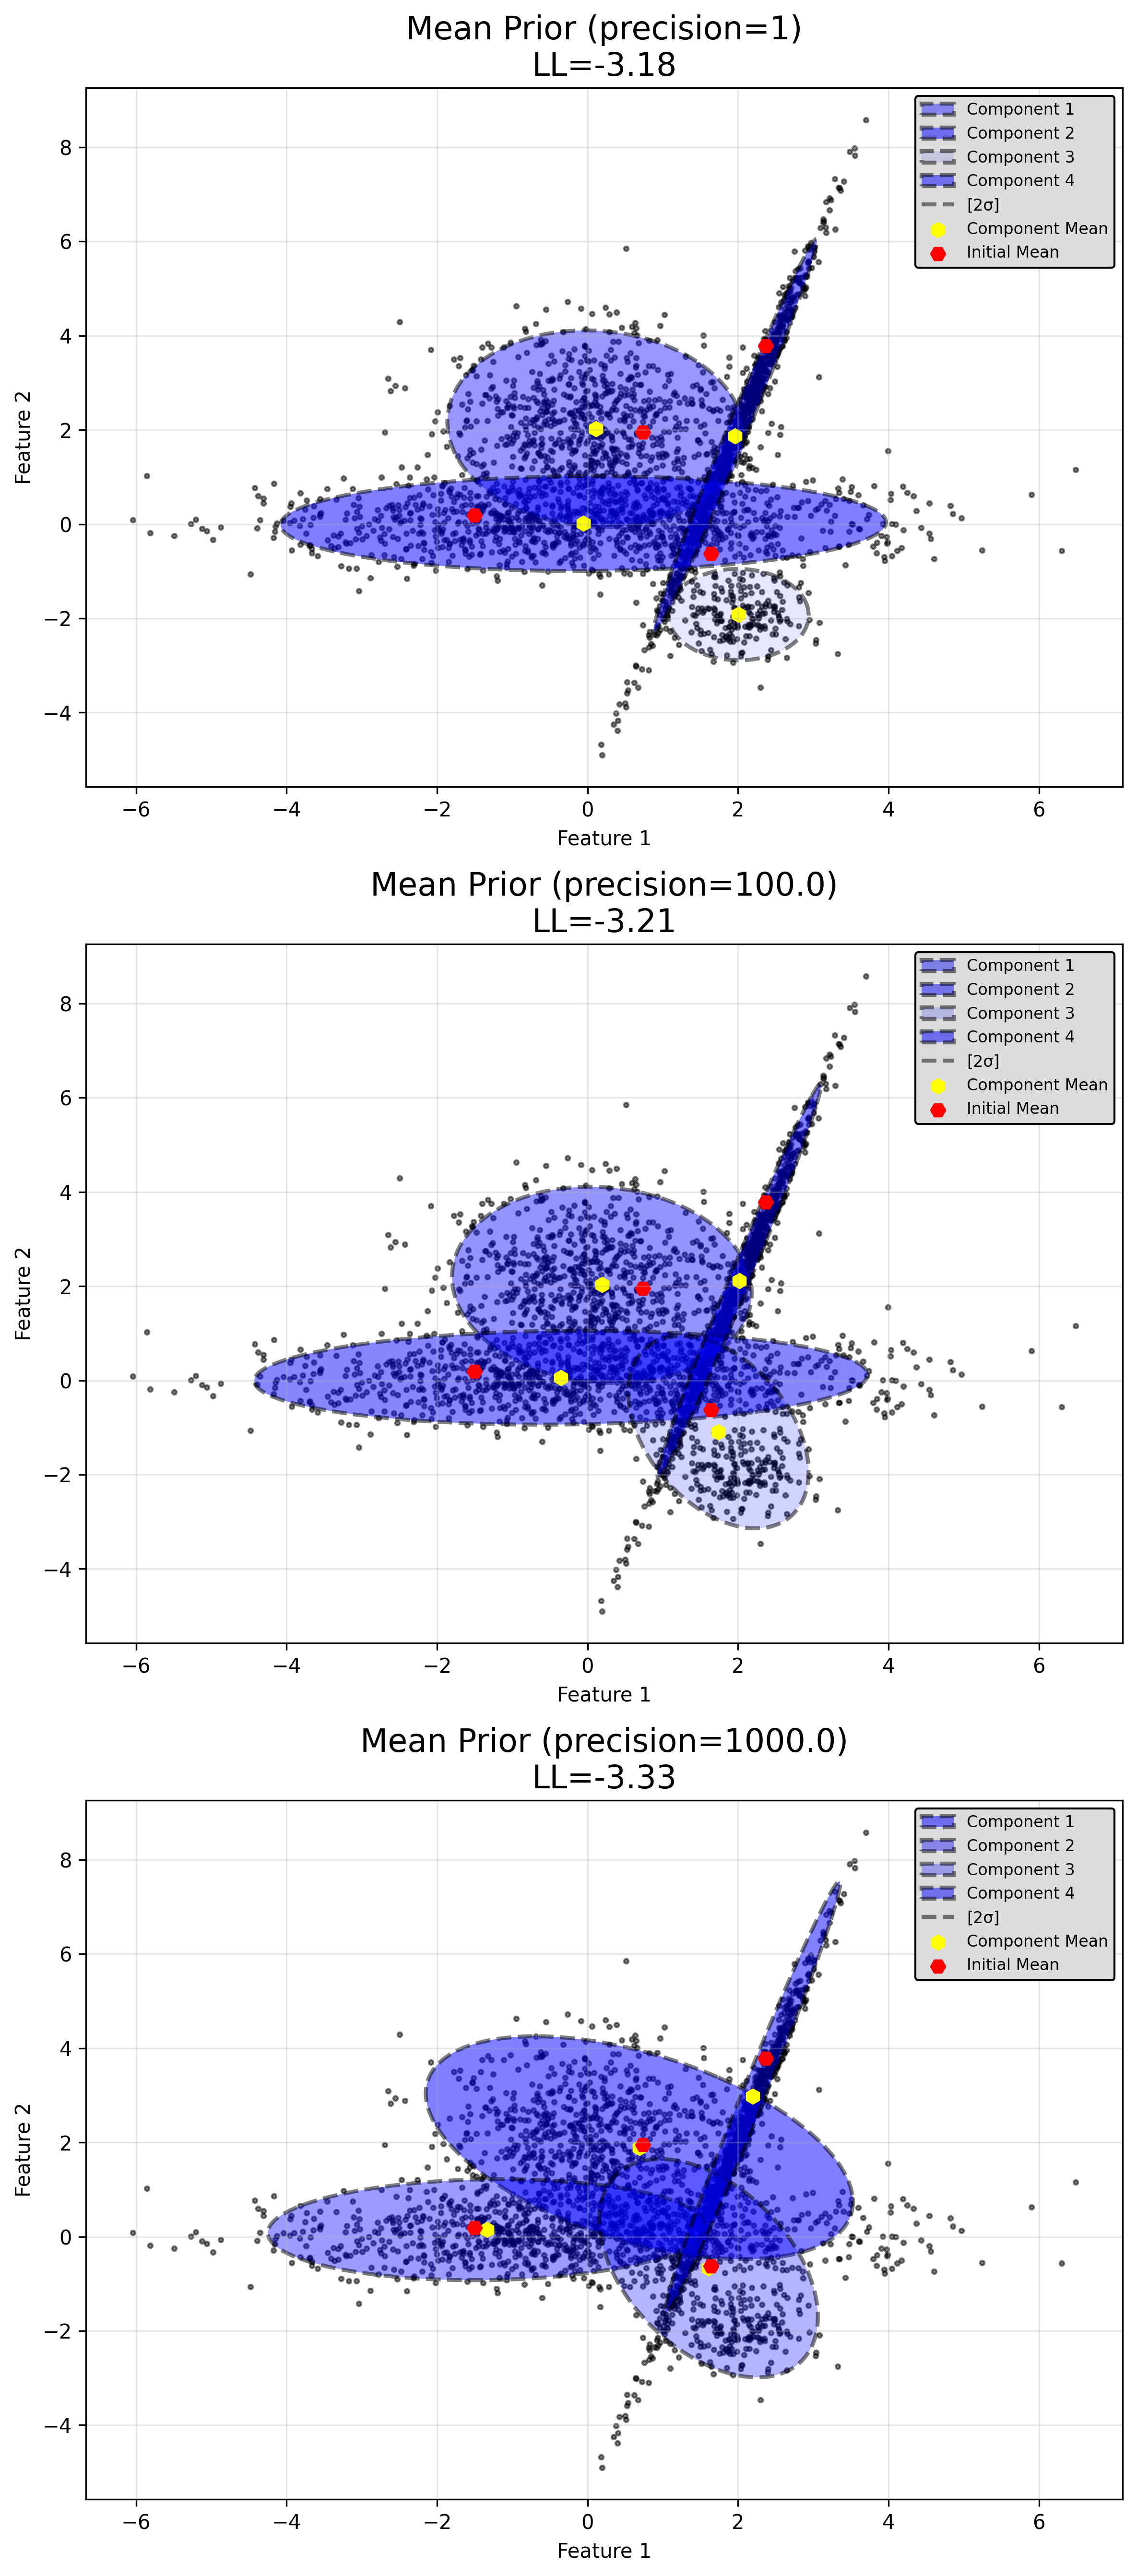 Mean Prior (precision=1)
LL=-3.18
Component 1
Component 2
Component 3
Component 4
[2σ]
Component Mean
Initial Mean
8
6
4
2
0
−2
−4
Feature 2
−6
−4
−2
0
2
4
6
Feature 1
Mean Prior (precision=100.0)
LL=-3.21
Component 1
Component 2
Component 3
Component 4
[2σ]
Component Mean
Initial Mean
8
6
4
2
0
−2
−4
Feature 2
−6
−4
−2
0
2
4
6
Feature 1
Mean Prior (precision=1000.0)
LL=-3.33
Component 1
Component 2
Component 3
Component 4
[2σ]
Component Mean
Initial Mean
8
6
4
2
0
−2
−4
Feature 2
−6
−4
−2
0
2
4
6
Feature 1